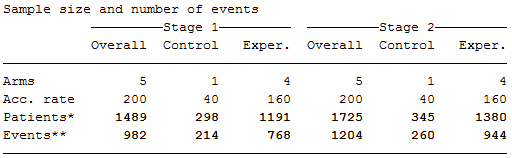 Sample size and number of events
Stage 1 Stage 2
Overall Control Exper. Overall Control Exper.
Arms 5 1 4 5 1 4
Acc. rate 200 40 160 200 40 160
Patients* 1489 298 1191 1725 345 1380
Events** 982 214 768 1204 260 944